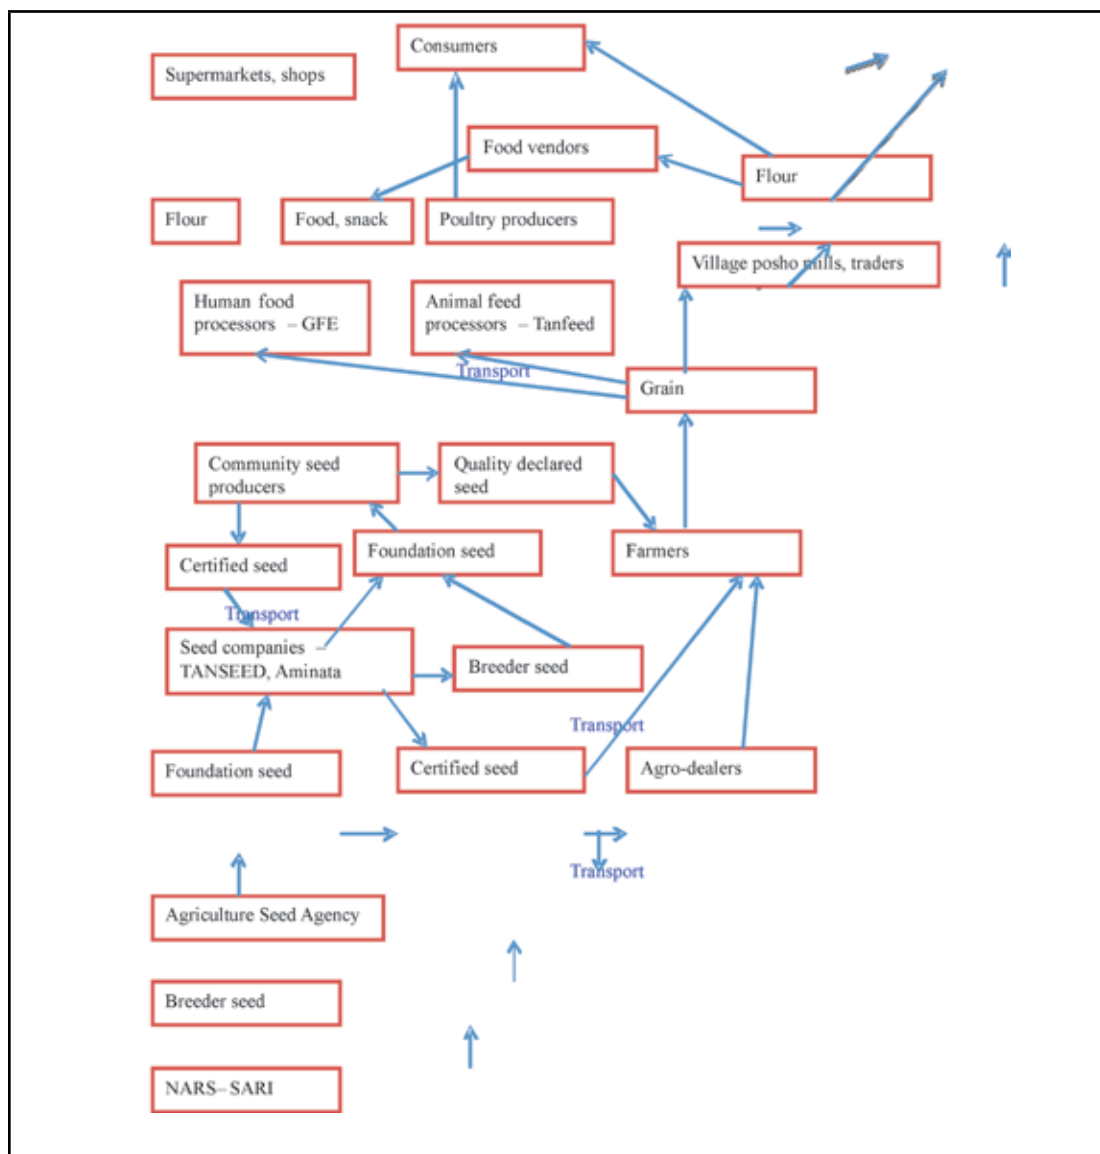 Consumers
Supermarkets, shops
Food vendors
Flour
Flour
Food, snack
Poultry producers
Village posho mills, traders
Human food
processors – GFE
Animal feed
processors – Tanfeed
Transport
Grain
Community seed
producers
Quality declared
seed
Foundation seed
Farmers
Certified seed
Transport
Seed companies –
TANSEED, Aminata
Breeder seed
Transport
Foundation seed
Certified seed
Agro-dealers
Transport
Agriculture Seed Agency
Breeder seed
NARS– SARI